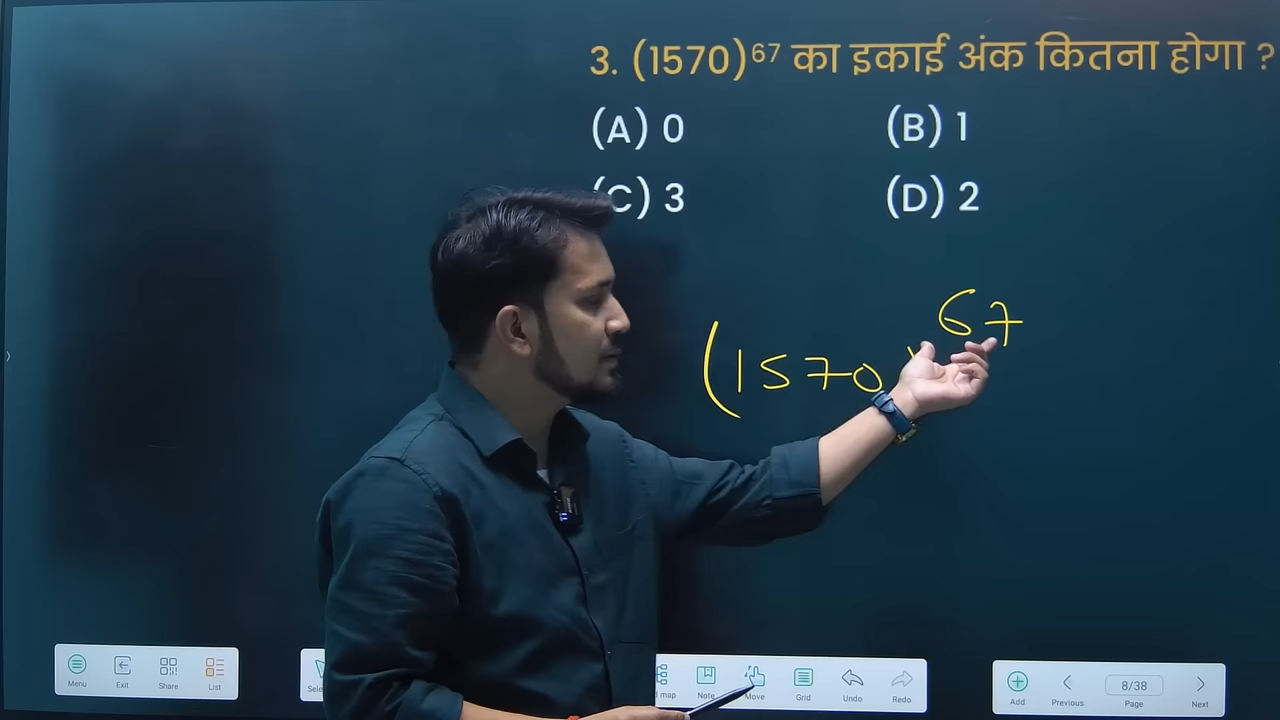 3. (1570)⁶⁷ का इकाई अंक कितना होगा ?
(A) 0 (B) 1
(C) 3 (D) 2
(1570)⁶⁷
Menu Exit Share List Note Move Grid Undo Redo Add Previous 8/38 Page Next